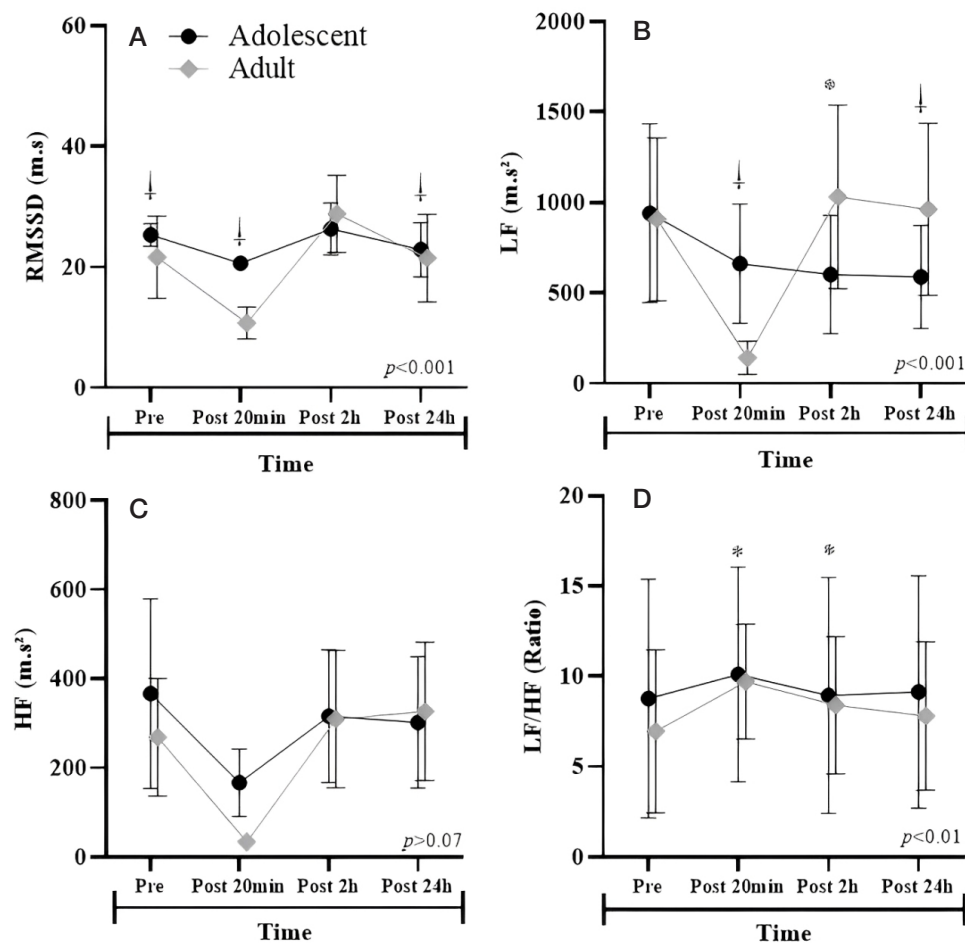 A
Adolescent
Adult
RMSSD (m.s)
60
40
20
0
p<0.001
Pre Post 20min Post 2h Post 24h
Time
B
LF (m.s²)
2000
1500
1000
500
0
*
p<0.001
Pre Post 20min Post 2h Post 24h
Time
C
HF (m.s²)
800
600
400
200
0
p>0.07
Pre Post 20min Post 2h Post 24h
Time
D
LF/HF (Ratio)
20
15
10
5
0
* *
p<0.01
Pre Post 20min Post 2h Post 24h
Time